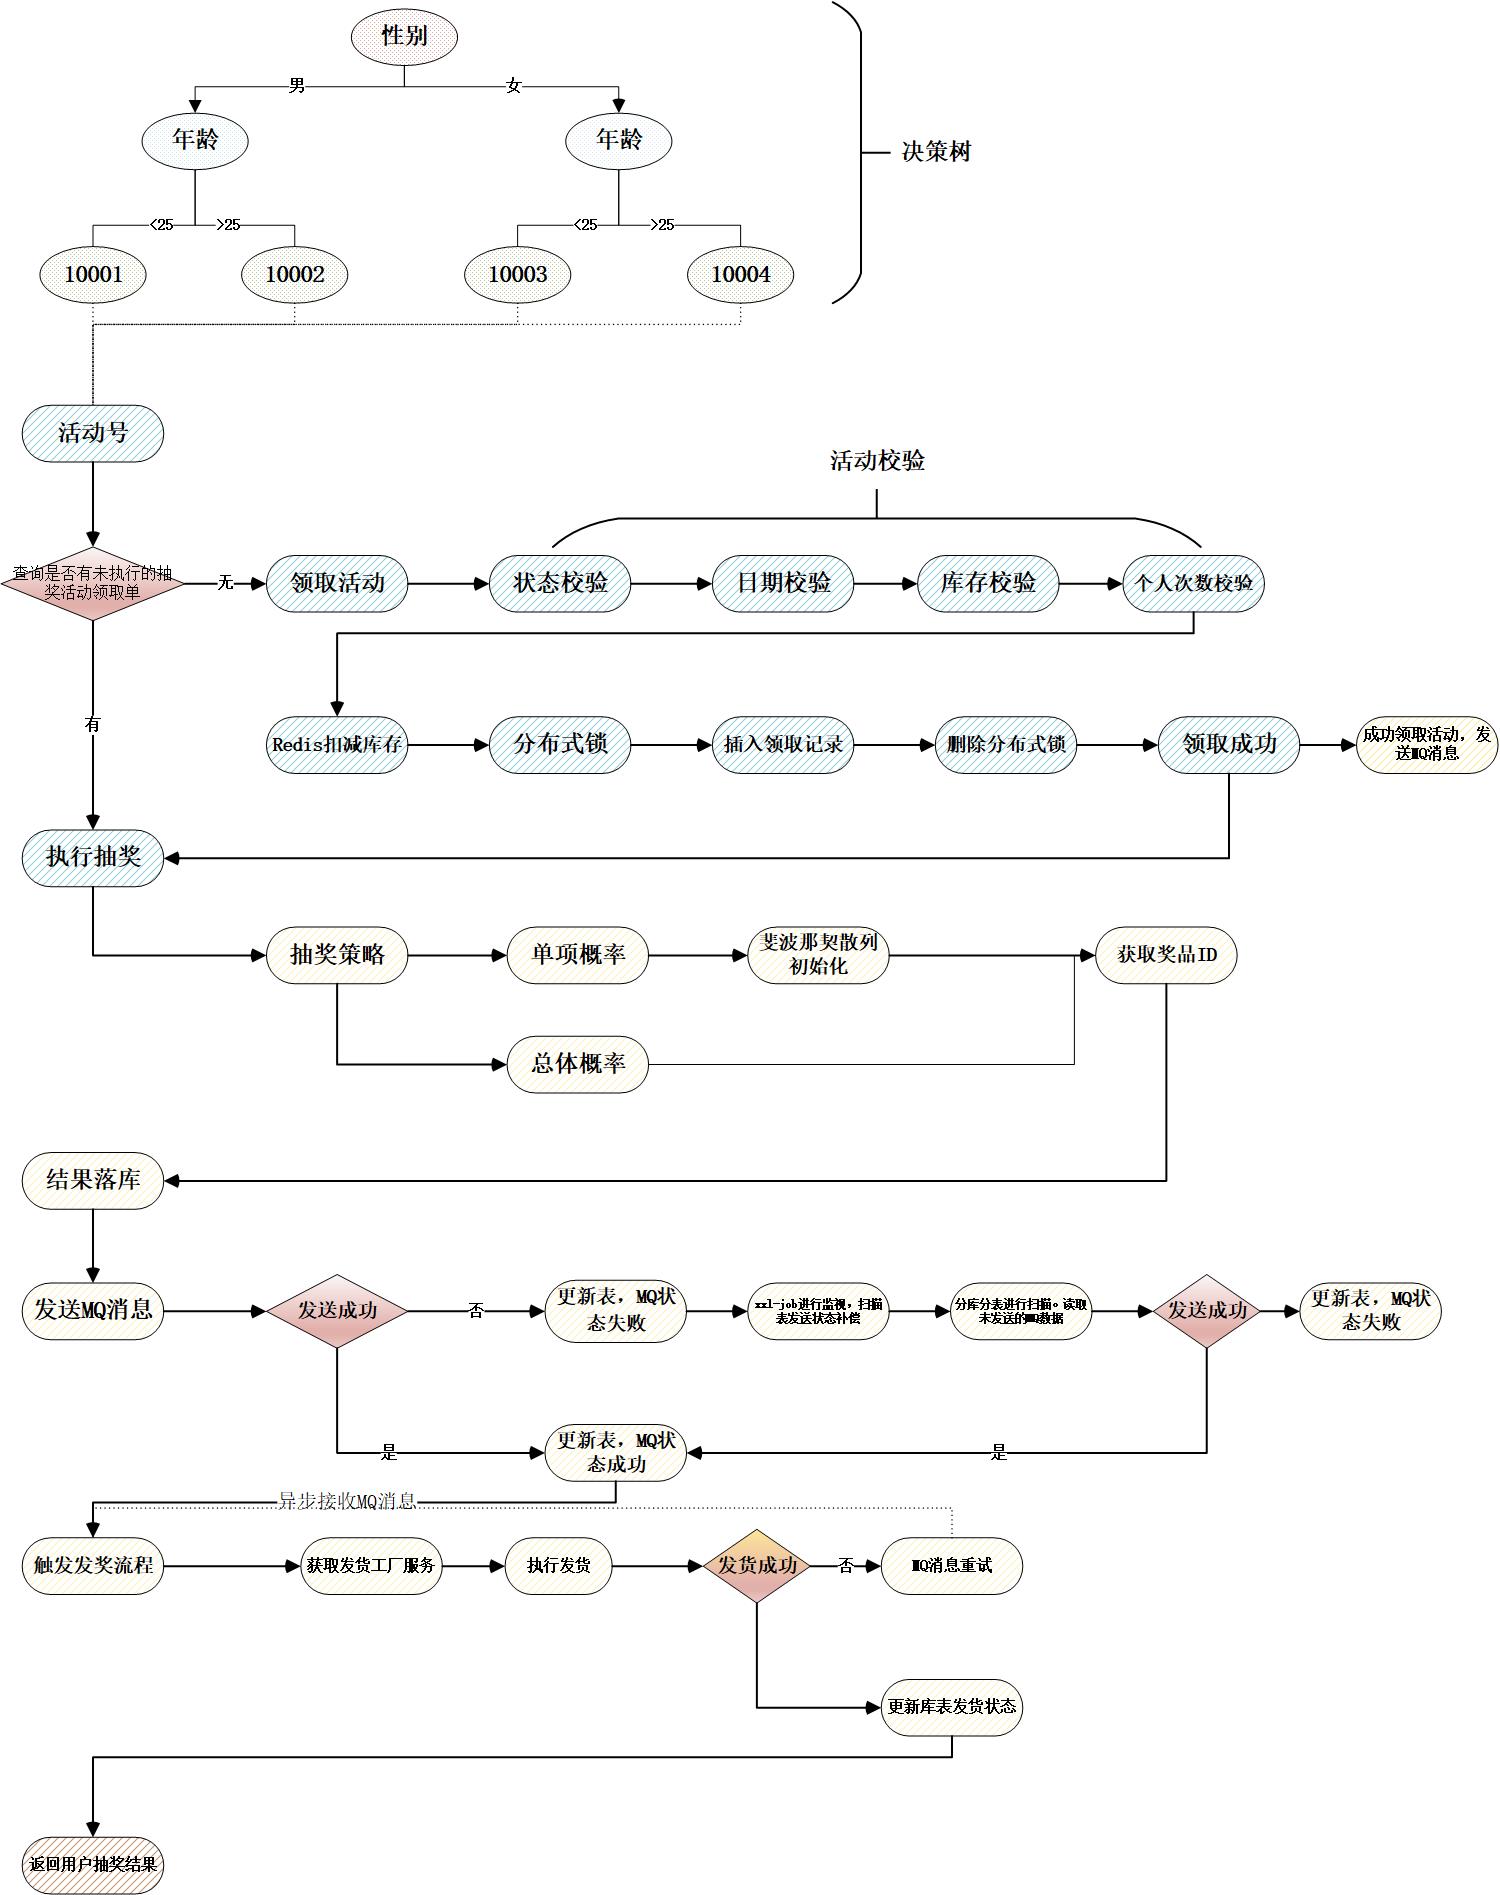 性别
男
女
年龄
年龄
决策树
<25
>25
<25
>25
10001
10002
10003
10004
活动号
活动校验
查询是否有未执行的抽
奖活动领取单
无
领取活动
状态校验
日期校验
库存校验
个人次数校验
有
Redis扣减库存
分布式锁
插入领取记录
删除分布式锁
领取成功
成功领取活动，发
送MQ消息
执行抽奖
抽奖策略
单项概率
斐波那契散列
初始化
获取奖品ID
总体概率
结果落库
发送MQ消息
发送成功
否
更新表，MQ状
态失败
xxl-job进行监视，扫描
表发送状态补偿
分库分表进行扫描。读取
未发送的MQ数据
发送成功
更新表，MQ状
态失败
是
更新表，MQ状
态成功
是
异步接收MQ消息
触发发奖流程
获取发货工厂服务
执行发货
发货成功
否
MQ消息重试
更新库表发货状态
返回用户抽奖结果